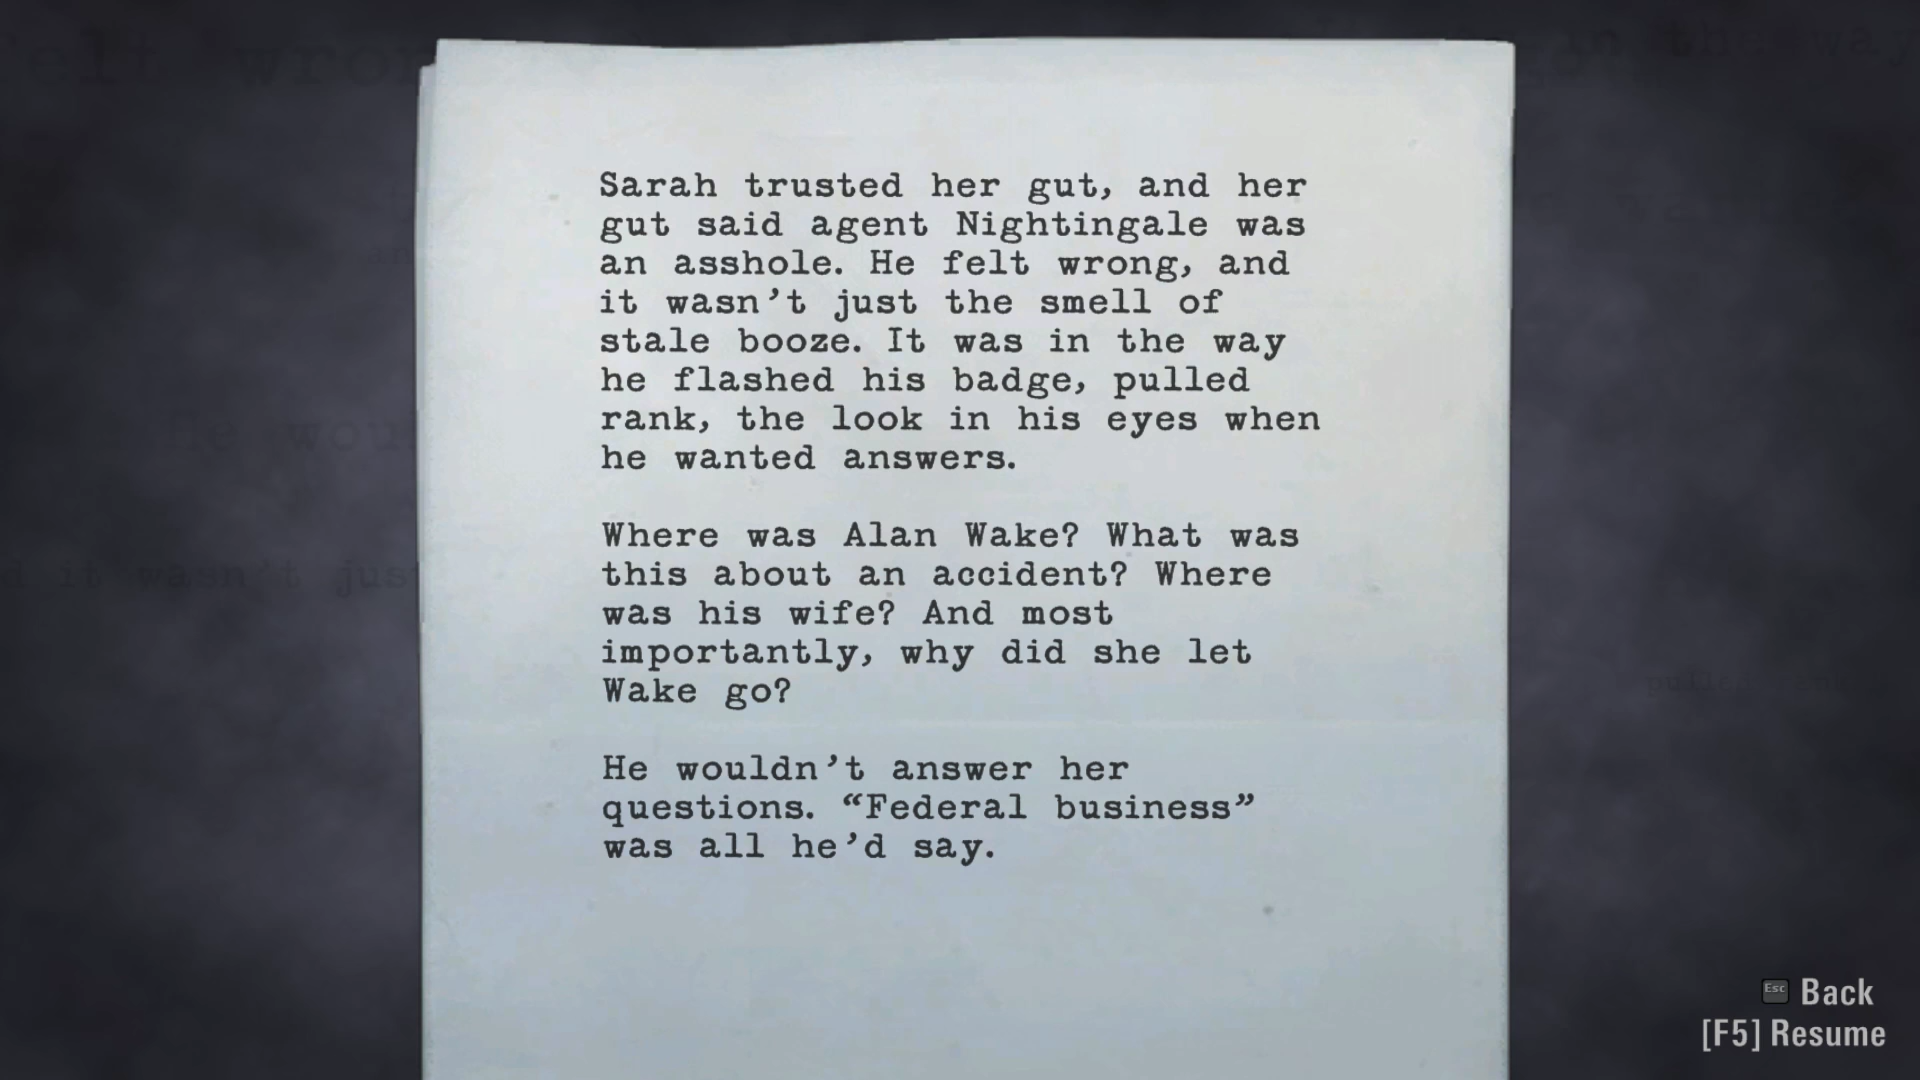 Sarah trusted her gut, and her
gut said agent Nightingale was
an asshole. He felt wrong, and
it wasn’t just the smell of
stale booze. It was in the way
he flashed his badge, pulled
rank, the look in his eyes when
he wanted answers.
Where was Alan Wake? What was
this about an accident? Where
was his wife? And most
importantly, why did she let
Wake go?
He wouldn’t answer her
questions. “Federal business”
was all he’d say.
Esc Back
[F5] Resume